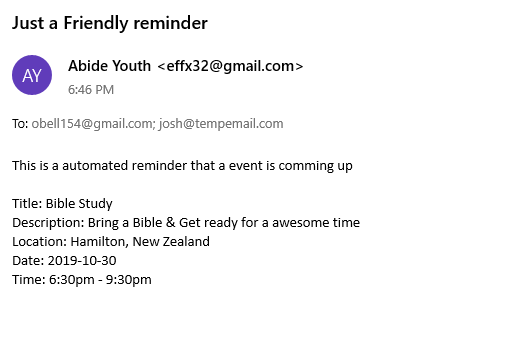 Just a Friendly reminder
AY
Abide Youth <effx32@gmail.com>
6:46 PM
To: obell154@gmail.com; josh@tempemail.com
This is a automated reminder that a event is comming up
Title: Bible Study
Description: Bring a Bible & Get ready for a awesome time
Location: Hamilton, New Zealand
Date: 2019-10-30
Time: 6:30pm - 9:30pm